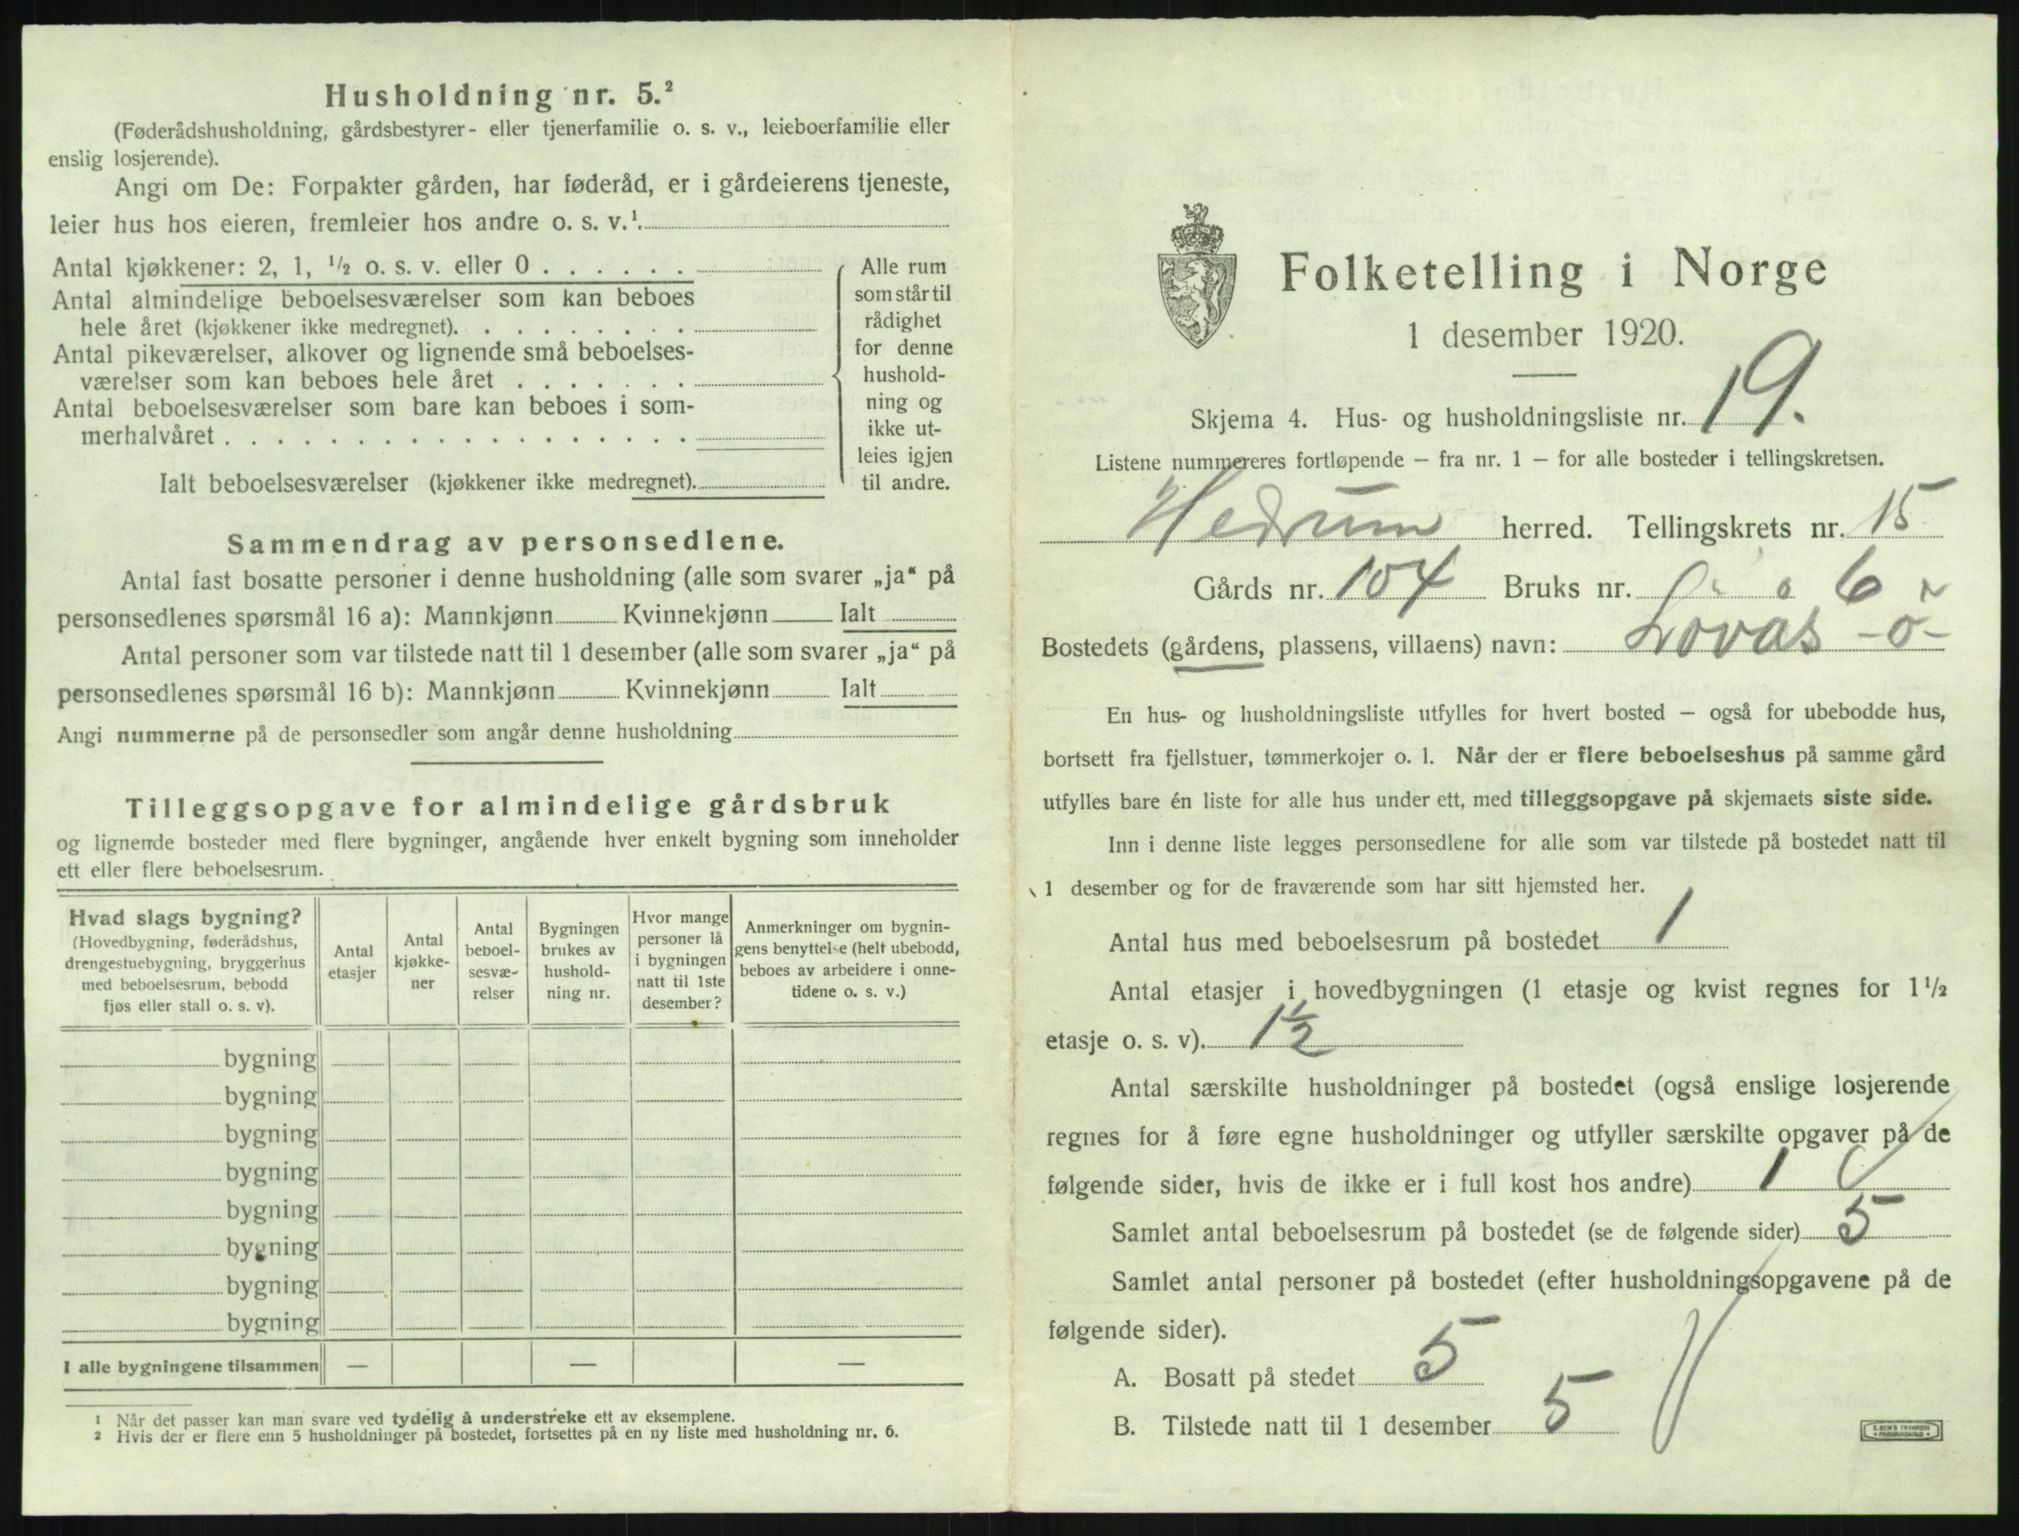 Husholdning nr. 5.²
(Føderådshusholdning, gårdsbestyrer- eller tjenerfamilie o. s. v., leieboerfamilie eller
enslig losjerende).
Angi om De: Forpakter gården, har føderåd, er i gårdeierens tjeneste,
leier hus hos eieren, fremleier hos andre o. s. v.¹.
Antal kjøkkener: 2, 1, ½ o. s. v. eller 0 . . . . . .
Antal almindelige beboelsesværelser som kan beboes
hele året (kjøkkener ikke medregnet). . . . . . . . .
Antal pikeværelser, alkover og lignende små beboelses-
værelser som kan beboes hele året . . . . . . .
Antal beboelsesværelser som bare kan beboes i som-
merhalvåret . . . . . . . . . . . . . . . . . .
Ialt beboelsesværelser (kjøkkener ikke medregnet).
Alle rum
som står til
rådighet
for denne
hushold-
ning og
ikke ut-
leies igjen
til andre.
Sammendrag av personsedlene.
Antal fast bosatte personer i denne husholdning (alle som svarer „ja“ på
personsedlenes spørsmål 16 a): Mannkjønn Kvinnekjønn Ialt
Antal personer som var tilstede natt til 1 desember (alle som svarer „ja“ på
personsedlenes spørsmål 16 b): Mannkjønn Kvinnekjønn Ialt
Angi nummerne på de personsedler som angår denne husholdning
Tilleggsopgave for almindelige gårdsbruk
og lignende bosteder med flere bygninger, angående hver enkelt bygning som inneholder
ett eller flere beboelsesrum.
Hvad slags bygning?
(Hovedbygning, føderådshus,
drengestuebygning, bryggerhus
med beboelsesrum, bebodd
fjøs eller stall o. s. v).
Antal
etasjer
Antal
kjøkke-
ner
Antal
beboel-
sesvæ-
relser
Bygningen
brukes av
hushold-
ning nr.
Hvor mange
personer lå
i bygningen
natt til 1ste
desember?
Anmerkninger om bygnin-
gens benyttelse (helt ubebodd,
beboes av arbeidere i onne-
tidene o. s. v.)
bygning
bygning
bygning
bygning
bygning
bygning
bygning
bygning
I alle bygningene tilsammen — — —
1 Når det passer kan man svare ved tydelig å understreke ett av eksemplene.
2 Hvis der er flere enn 5 husholdninger på bostedet, fortsettes på en ny liste med husholdning nr. 6.
Folketelling i Norge
1 desember 1920.
Skjema 4. Hus- og husholdningsliste nr. 19.
Listene nummereres fortløpende – fra nr. 1 – for alle bosteder i tellingskretsen.
Hedrum herred. Tellingskrets nr. 15
Gårds nr. 104 Bruks nr. 6
Bostedets (gårdens, plassens, villaens) navn: Lovås -ö-
En hus- og husholdningsliste utfylles for hvert bosted – også for ubebodde hus,
bortsett fra fjellstuer, tømmerkojer o. l. Når der er flere beboelseshus på samme gård
utfylles bare én liste for alle hus under ett, med tilleggsopgave på skjemaets siste side.
Inn i denne liste legges personsedlene for alle som var tilstede på bostedet natt til
1 desember og for de fraværende som har sitt hjemsted her.
Antal hus med beboelsesrum på bostedet 1
Antal etasjer i hovedbygningen (1 etasje og kvist regnes for 1½
etasje o. s. v). 1½
Antal særskilte husholdninger på bostedet (også enslige losjerende
regnes for å føre egne husholdninger og utfyller særskilte opgaver på de
følgende sider, hvis de ikke er i full kost hos andre) 1
Samlet antal beboelsesrum på bostedet (se de følgende sider) 5
Samlet antal personer på bostedet (efter husholdningsopgavene på de
følgende sider).
A. Bosatt på stedet 5
B. Tilstede natt til 1 desember 5